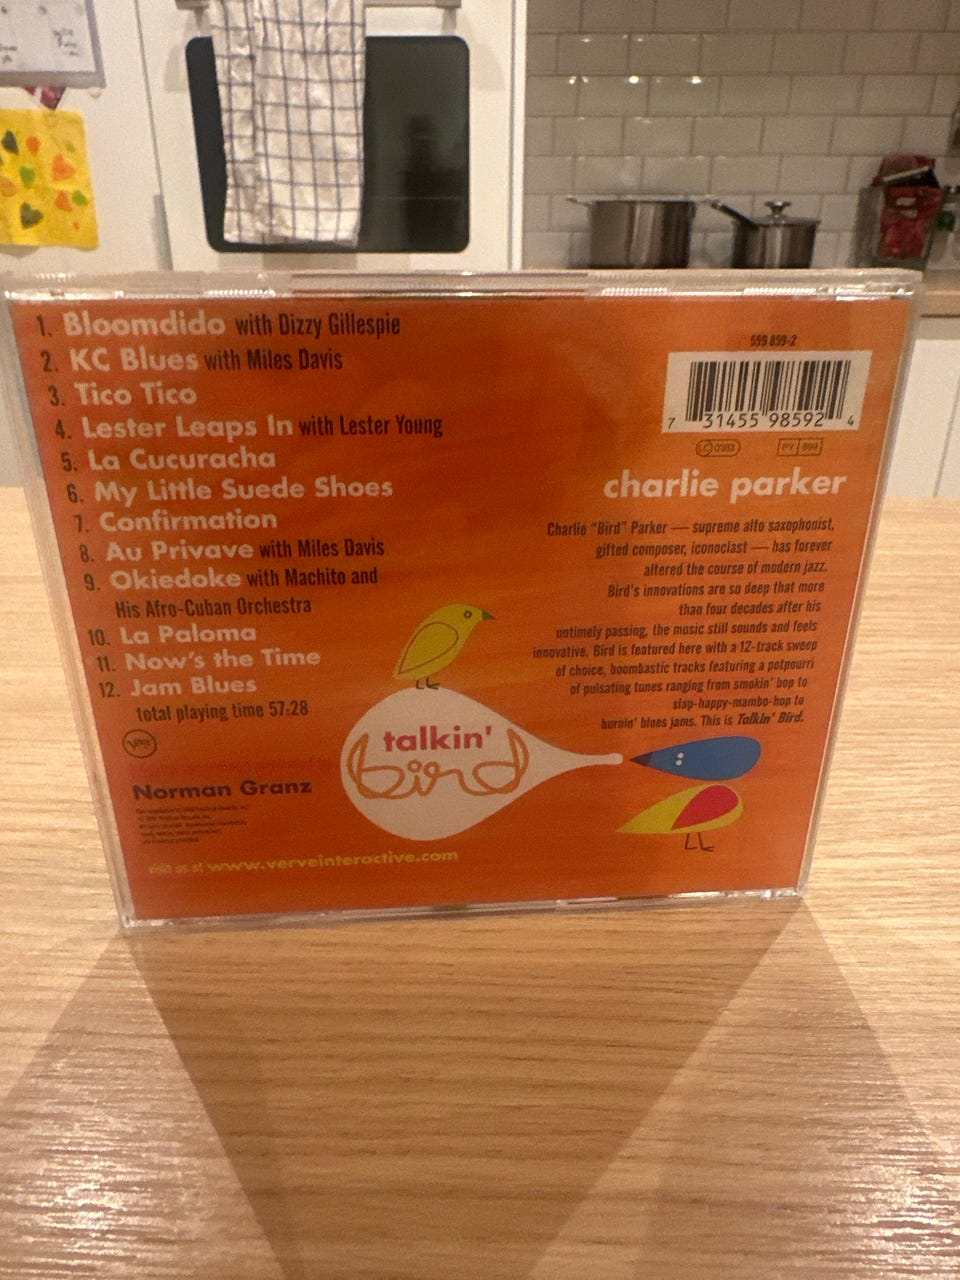 1. Bloomdido with Dizzy Gillespie
2. KC Blues with Miles Davis
3. Tico Tico
4. Lester Leaps In with Lester Young
5. La Cucuracha
6. My Little Suede Shoes
7. Confirmation
8. Au Privave with Miles Davis
9. Okiedoke with Machito and
His Afro-Cuban Orchestra
10. La Paloma
11. Now's the Time
12. Jam Blues
total playing time 57:28
Verve
Norman Granz
visit us at www.verveinteractive.com
talkin'
bird
559 859-2
7 31455 98592 4
LC 0383
PY 899
charlie parker
Charlie "Bird" Parker — supreme alto saxophonist,
gifted composer, iconoclast — has forever
altered the course of modern jazz.
Bird's innovations are so deep that more
than four decades after his
untimely passing, the music still sounds and feels
innovative. Bird is featured here with a 12-track sweep
of choice, boombastic tracks featuring a potpourri
of pulsating tunes ranging from smokin' bop to
slap-happy-mambo-hop to
burnin' blues jams. This is Talkin' Bird.